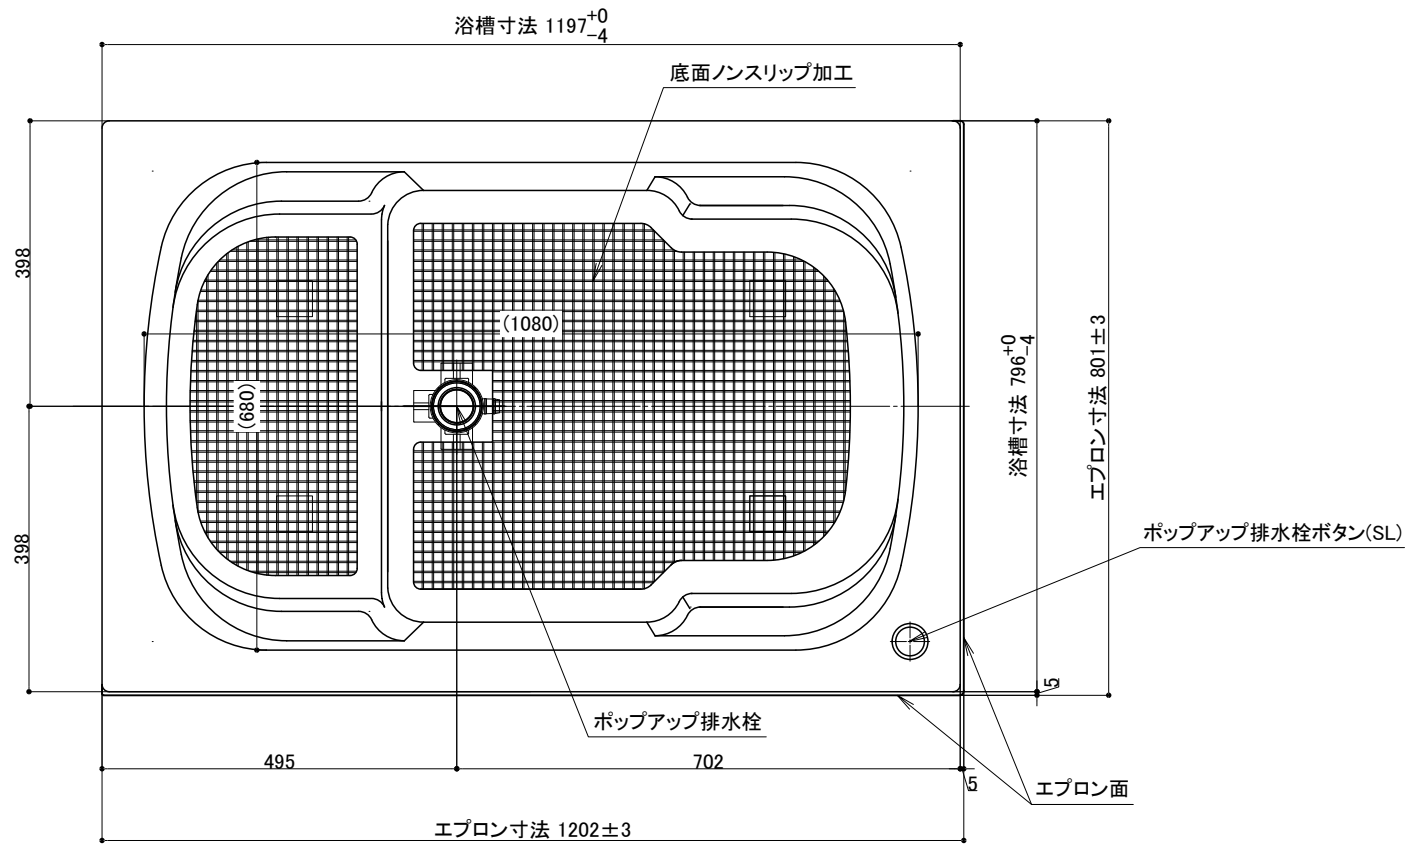 浴槽寸法 1197+0−4
底面ノンスリップ加工
398
(1080)
(680)
浴槽寸法 796+0−4
エプロン寸法 801±3
398
ポップアップ排水栓ボタン(SL)
5
ポップアップ排水栓
495
702
5
エプロン面
エプロン寸法 1202±3